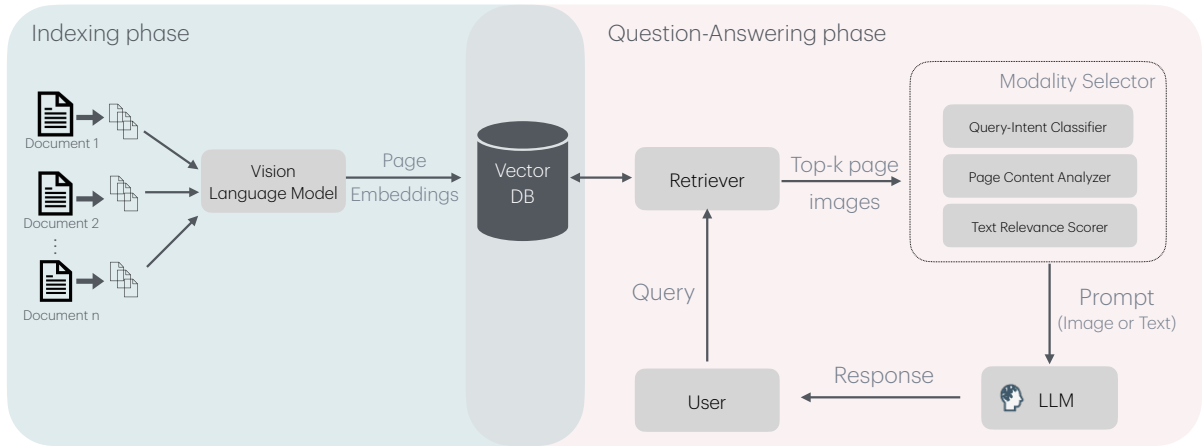 Indexing phase
Document 1
Document 2
⋮
Document n
Vision
Language Model
Page
Embeddings
Vector
DB
Question-Answering phase
Retriever
Top-k page
images
Modality Selector
Query-Intent Classifier
Page Content Analyzer
Text Relevance Scorer
Query
Prompt
(Image or Text)
User
Response
LLM